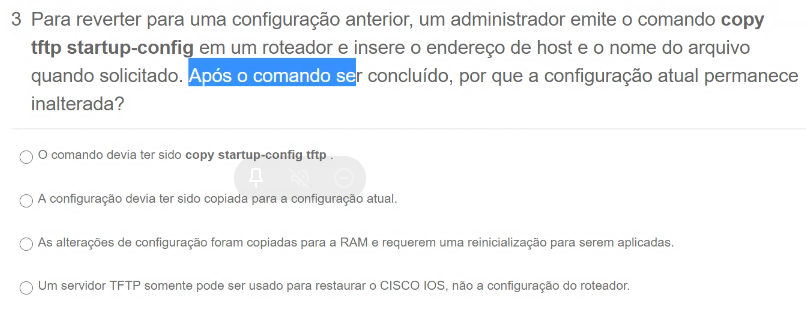 3 Para reverter para uma configuração anterior, um administrador emite o comando copy
tftp startup-config em um roteador e insere o endereço de host e o nome do arquivo
quando solicitado. Após o comando ser concluído, por que a configuração atual permanece
inalterada?
O comando devia ter sido copy startup-config tftp .
A configuração devia ter sido copiada para a configuração atual.
As alterações de configuração foram copiadas para a RAM e requerem uma reinicialização para serem aplicadas.
Um servidor TFTP somente pode ser usado para restaurar o CISCO IOS, não a configuração do roteador.